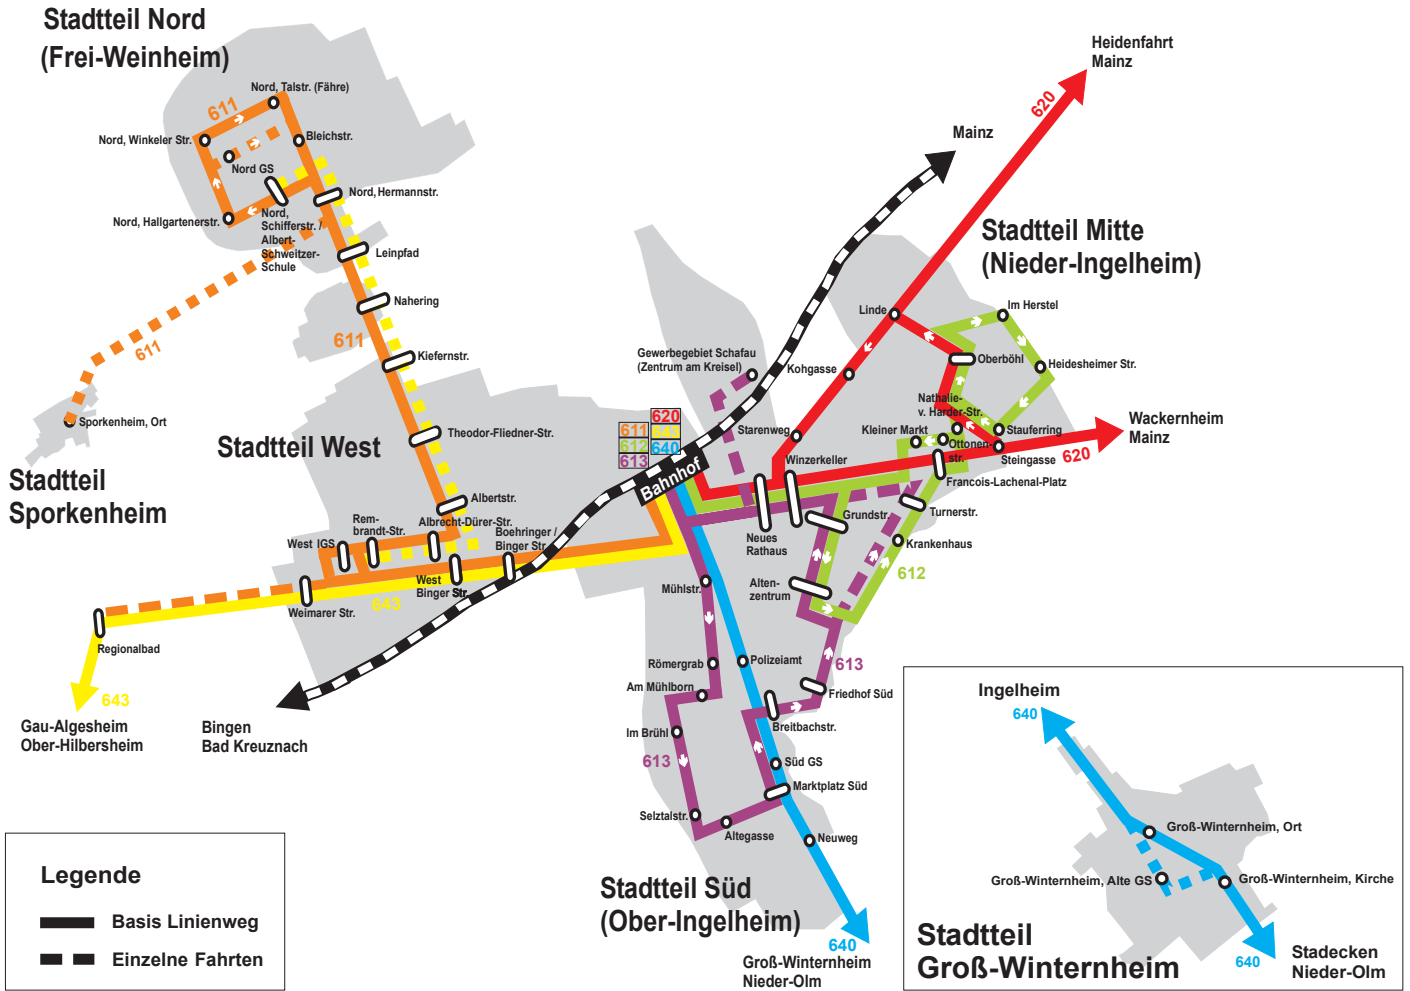 Stadtteil Nord
(Frei-Weinheim)
Nord, Talstr. (Fähre)
611
Nord, Winkeler Str.
Bleichstr.
Nord GS
Nord, Hermannstr.
Nord, Hallgartenerstr.
Nord,
Schifferstr. /
Albert-
Schweitzer-
Schule
Leinpfad
Nahering
611
611
Kiefernstr.
Sporkenheim, Ort
Stadtteil
Sporkenheim
Stadtteil West
Theodor-Fliedner-Str.
Albertstr.
Albrecht-Dürer-Str.
Rem-
brandt-Str.
West IGS
Boehringer /
Binger Str.
West
Binger Str.
Weimarer Str.
643
Regionalbad
643
Gau-Algesheim
Ober-Hilbersheim
Bingen
Bad Kreuznach
Heidenfahrt
Mainz
620
Mainz
Stadtteil Mitte
(Nieder-Ingelheim)
Linde
Im Herstel
Gewerbegebiet Schafau
(Zentrum am Kreisel)
Kohgasse
Oberböhl
Heidesheimer Str.
Nathalie-
v. Harder-Str.
620
611
643
612
640
613
Bahnhof
Starenweg
Kleiner Markt
Ottonen-
str.
Stauferring
Steingasse
Wackernheim
Mainz
620
Winzerkeller
Francois-Lachenal-Platz
Neues
Rathaus
Grundstr.
Turnerstr.
Krankenhaus
612
Mühlstr.
Alten-
zentrum
Römergrab
Polizeiamt
613
Am Mühlborn
Friedhof Süd
Im Brühl
Breitbachstr.
613
Süd GS
Marktplatz Süd
Selztalstr.
Altegasse
Neuweg
Stadtteil Süd
(Ober-Ingelheim)
640
Groß-Winternheim
Nieder-Olm
Legende
Basis Linienweg
Einzelne Fahrten
Ingelheim
640
Groß-Winternheim, Ort
Groß-Winternheim, Alte GS
Groß-Winternheim, Kirche
Stadtteil
Groß-Winternheim
640
Stadecken
Nieder-Olm